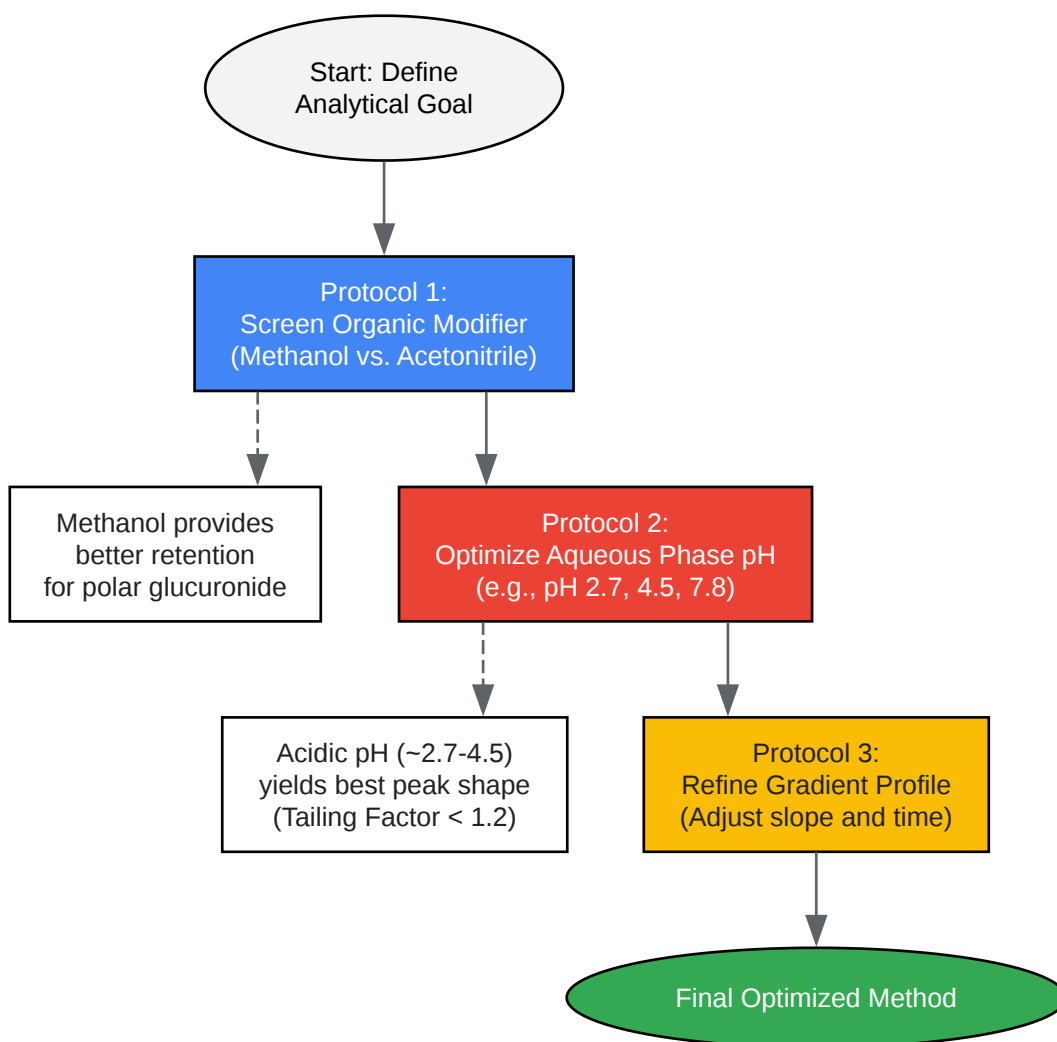 Start: Define
Analytical Goal
Protocol 1:
Screen Organic Modifier
(Methanol vs. Acetonitrile)
Methanol provides
better retention
for polar glucuronide
Protocol 2:
Optimize Aqueous Phase pH
(e.g., pH 2.7, 4.5, 7.8)
Acidic pH (~2.7-4.5)
yields best peak shape
(Tailing Factor < 1.2)
Protocol 3:
Refine Gradient Profile
(Adjust slope and time)
Final Optimized Method